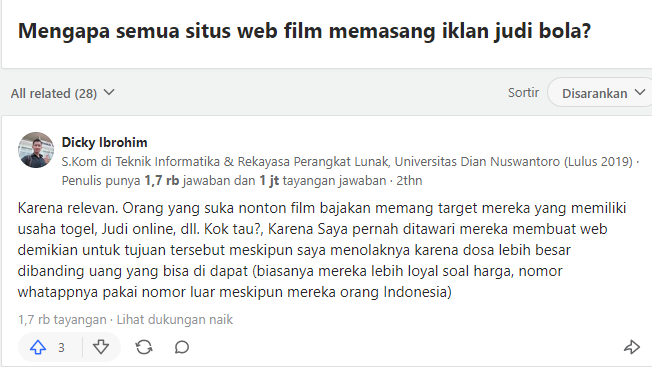 Mengapa semua situs web film memasang iklan judi bola?
All related (28)
Sortir
Disarankan
Dicky Ibrohim
S.Kom di Teknik Informatika & Rekayasa Perangkat Lunak, Universitas Dian Nuswantoro (Lulus 2019) ·
Penulis punya 1,7 rb jawaban dan 1 jt tayangan jawaban · 2thn
Karena relevan. Orang yang suka nonton film bajakan memang target mereka yang memiliki
usaha togel, Judi online, dll. Kok tau?, Karena Saya pernah ditawari mereka membuat web
demikian untuk tujuan tersebut meskipun saya menolaknya karena dosa lebih besar
dibanding uang yang bisa di dapat (biasanya mereka lebih loyal soal harga, nomor
whatappnya pakai nomor luar meskipun mereka orang Indonesia)
1,7 rb tayangan · Lihat dukungan naik
3